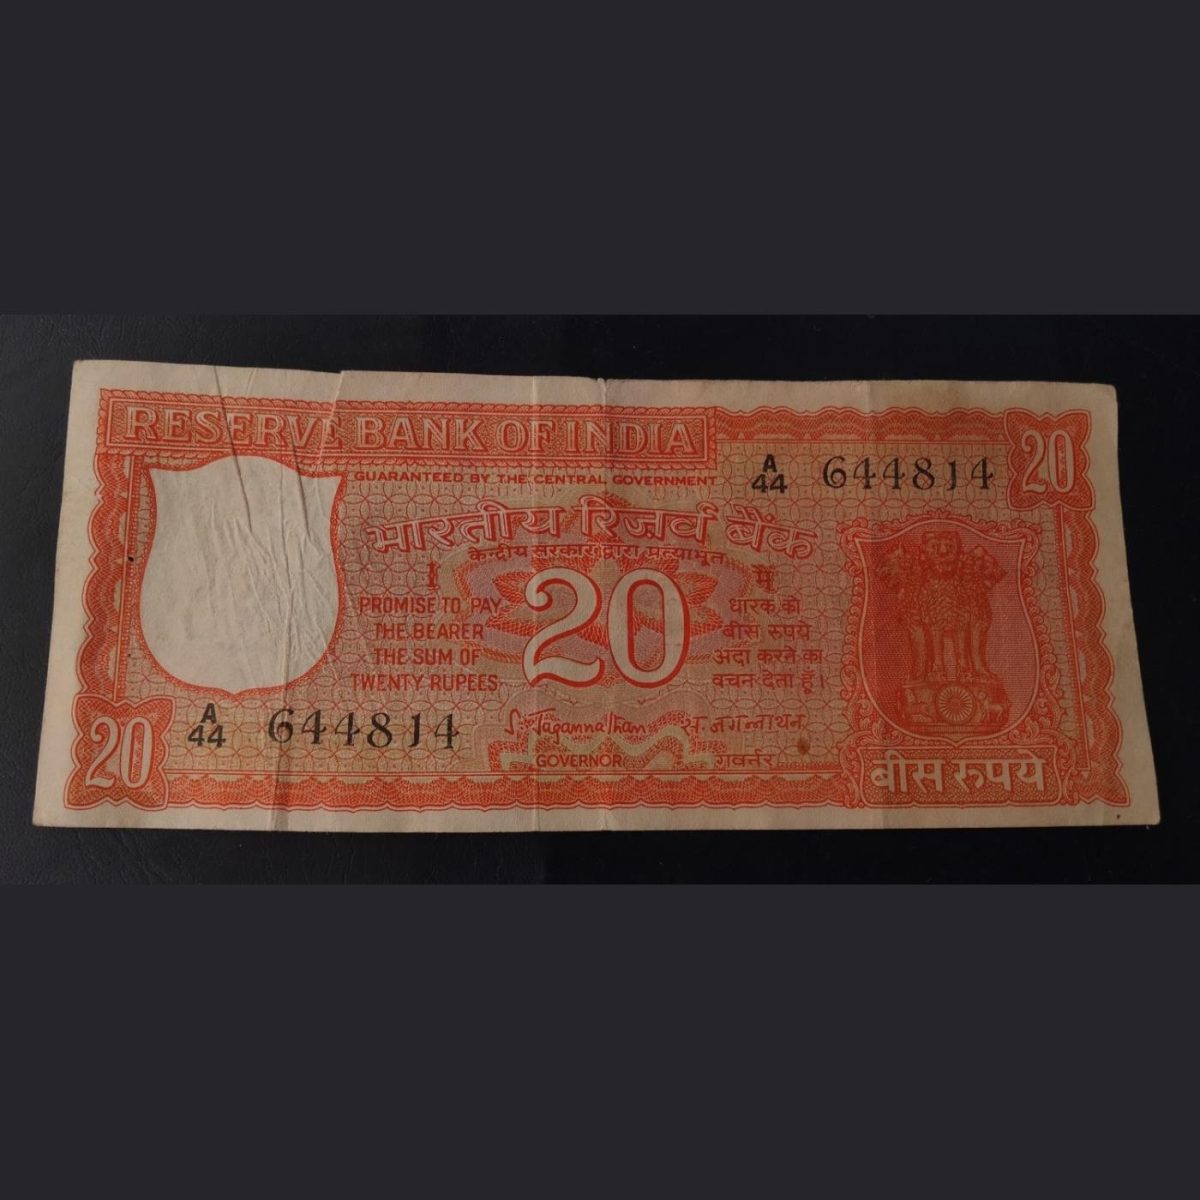 RESERVE BANK OF INDIA
GUARANTEED BY THE CENTRAL GOVERNMENT
A
44 644814
20
भारतीय रिज़र्व बैंक
केन्द्रीय सरकार द्वारा प्रत्याभूत
I
PROMISE TO PAY
THE BEARER
THE SUM OF
TWENTY RUPEES
20
मैं
धारक को
बीस रुपये
अदा करने का
वचन देता हूं।
20
A
44 644814
S. Jagannathan
स. जगन्नाथन
GOVERNOR
गवर्नर
बीस रुपये